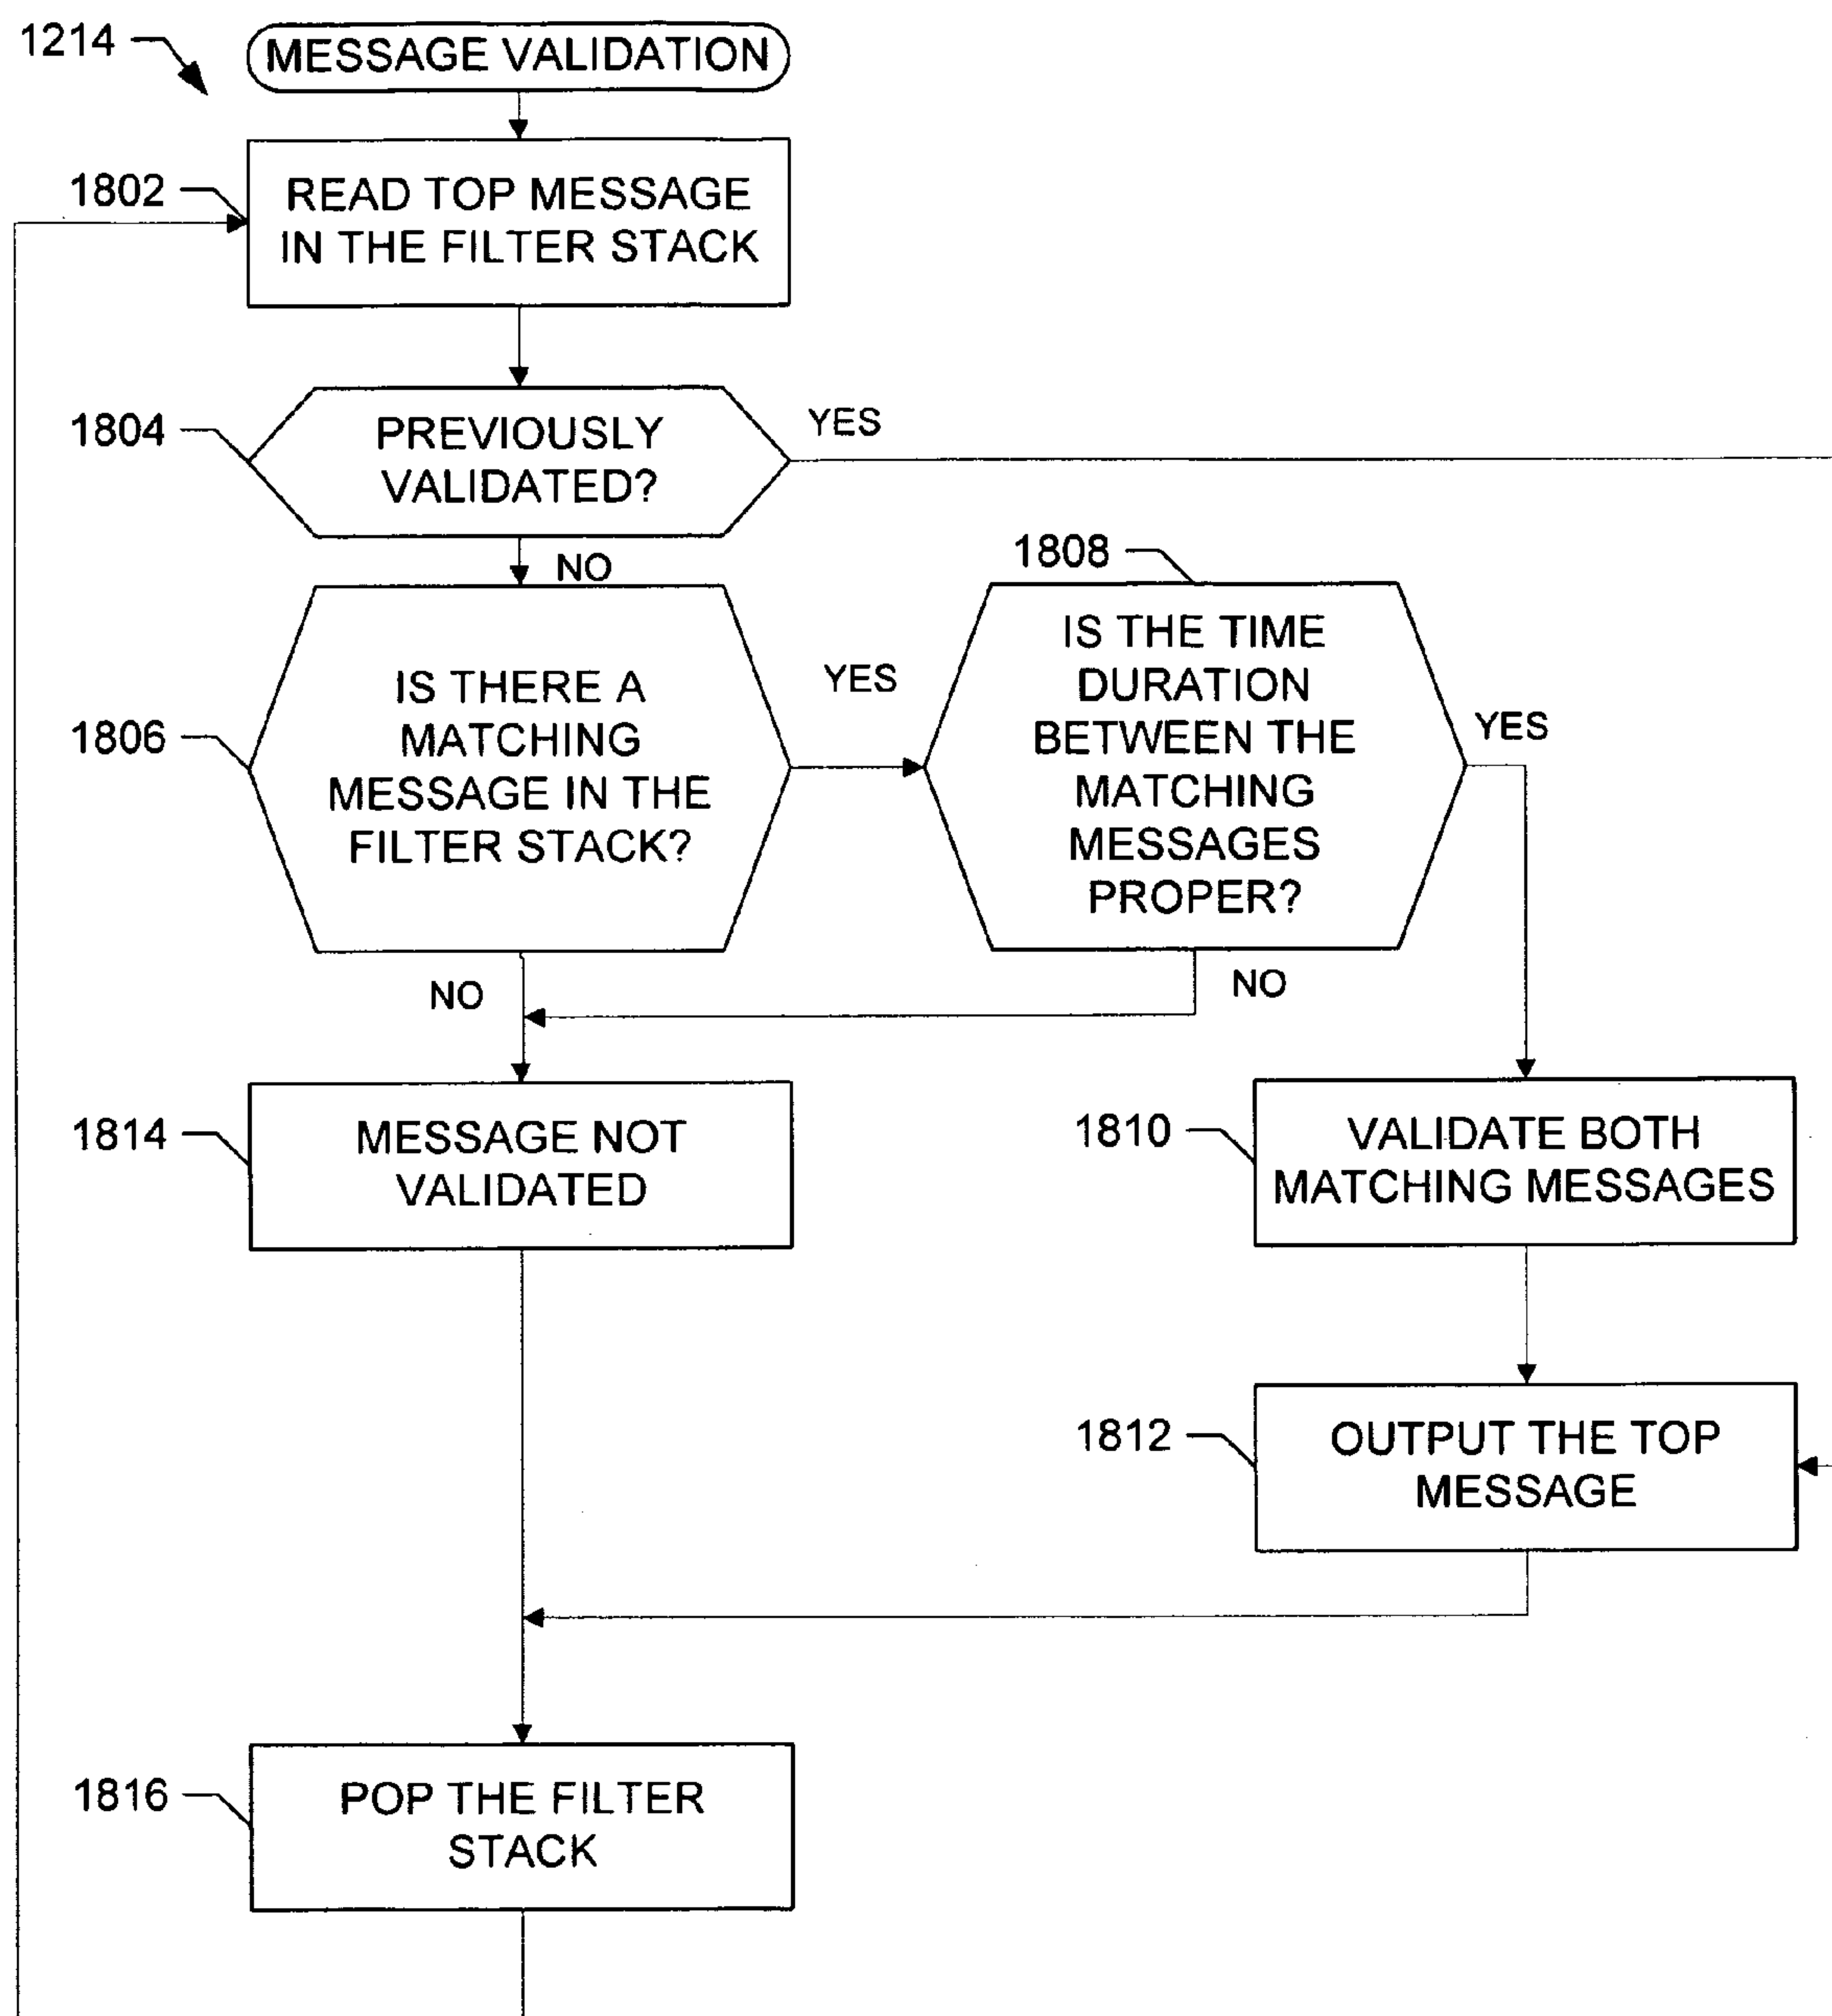 1214
MESSAGE VALIDATION
1802
READ TOP MESSAGE
IN THE FILTER STACK
1804
PREVIOUSLY
VALIDATED?
YES
NO
1806
IS THERE A
MATCHING
MESSAGE IN THE
FILTER STACK?
YES
1808
IS THE TIME
DURATION
BETWEEN THE
MATCHING
MESSAGES
PROPER?
YES
NO
NO
1814
MESSAGE NOT
VALIDATED
1810
VALIDATE BOTH
MATCHING MESSAGES
1812
OUTPUT THE TOP
MESSAGE
1816
POP THE FILTER
STACK